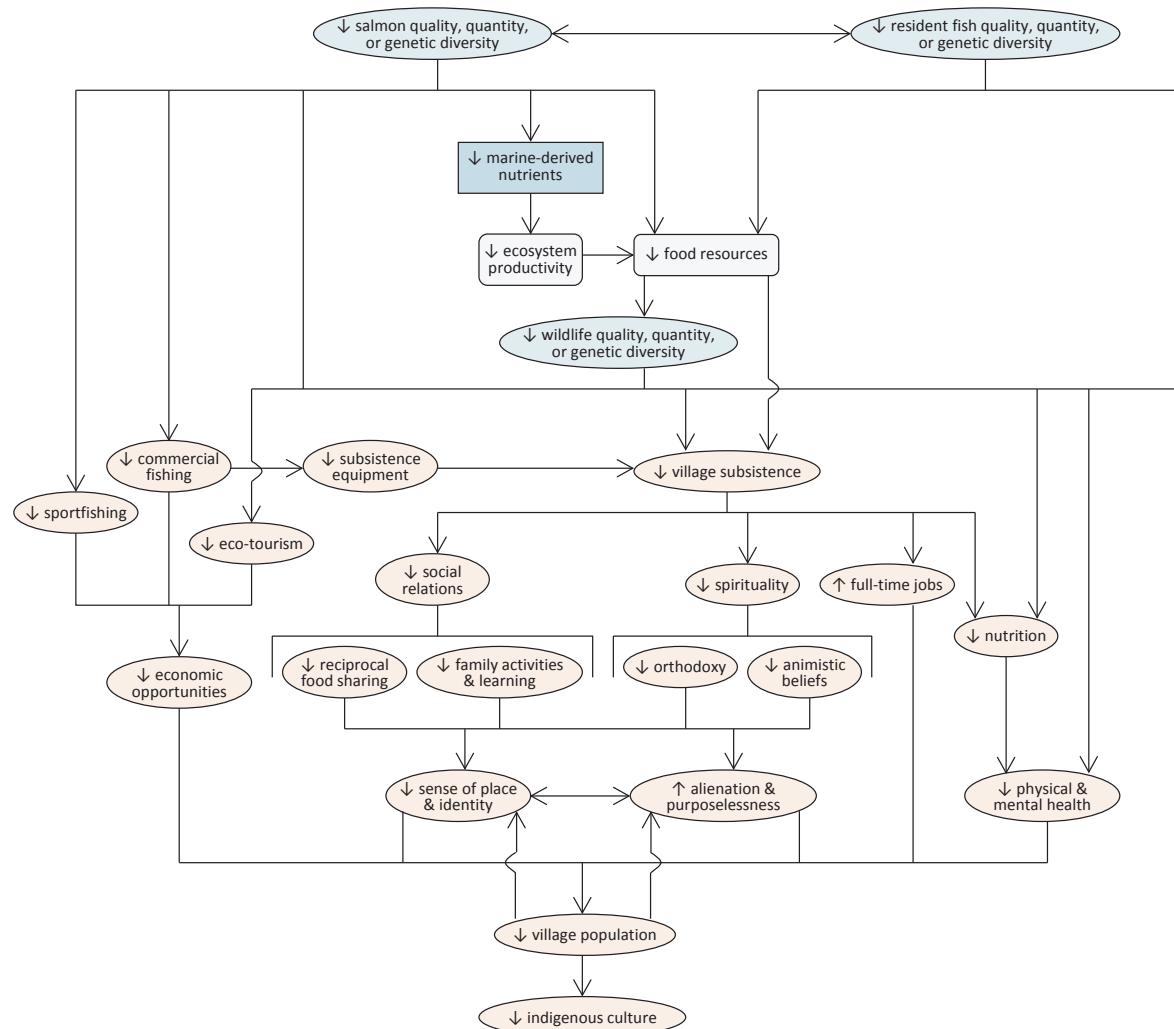 ↓ salmon quality, quantity,
or genetic diversity
↓ resident fish quality, quantity,
or genetic diversity
↓ marine-derived
nutrients
↓ ecosystem
productivity
↓ food resources
↓ wildlife quality, quantity,
or genetic diversity
↓ commercial
fishing
↓ subsistence
equipment
↓ village subsistence
↓ sportfishing
↓ eco-tourism
↓ social
relations
↓ spirituality
↑ full-time jobs
↓ nutrition
↓ economic
opportunities
↓ reciprocal
food sharing
↓ family activities
& learning
↓ orthodoxy
↓ animistic
beliefs
↓ sense of place
& identity
↑ alienation &
purposelessness
↓ physical &
mental health
↓ village population
↓ indigenous culture